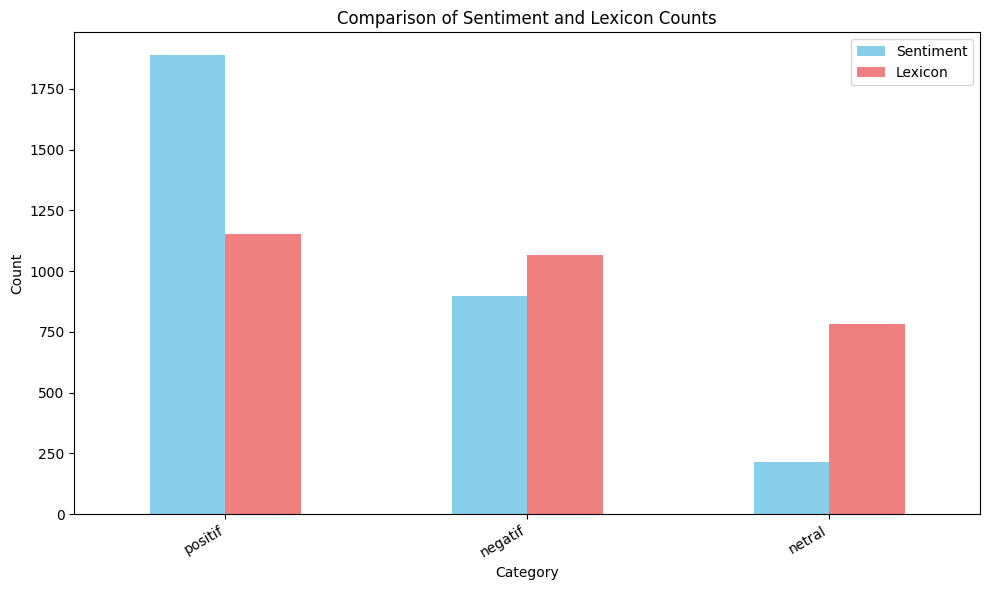 Comparison of Sentiment and Lexicon Counts
Sentiment
Lexicon
1750
1500
1250
1000
750
500
250
0
Count
positif
negatif
netral
Category